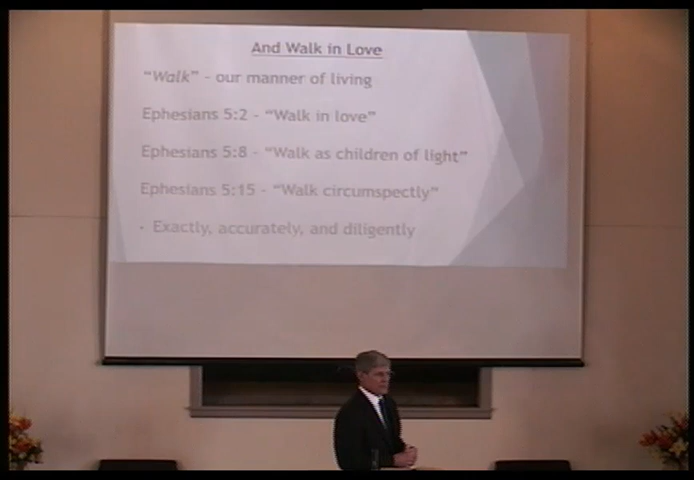 And Walk in Love
“Walk” - our manner of living
Ephesians 5:2 - “Walk in love”
Ephesians 5:8 - “Walk as children of light”
Ephesians 5:15 - “Walk circumspectly”
• Exactly, accurately, and diligently